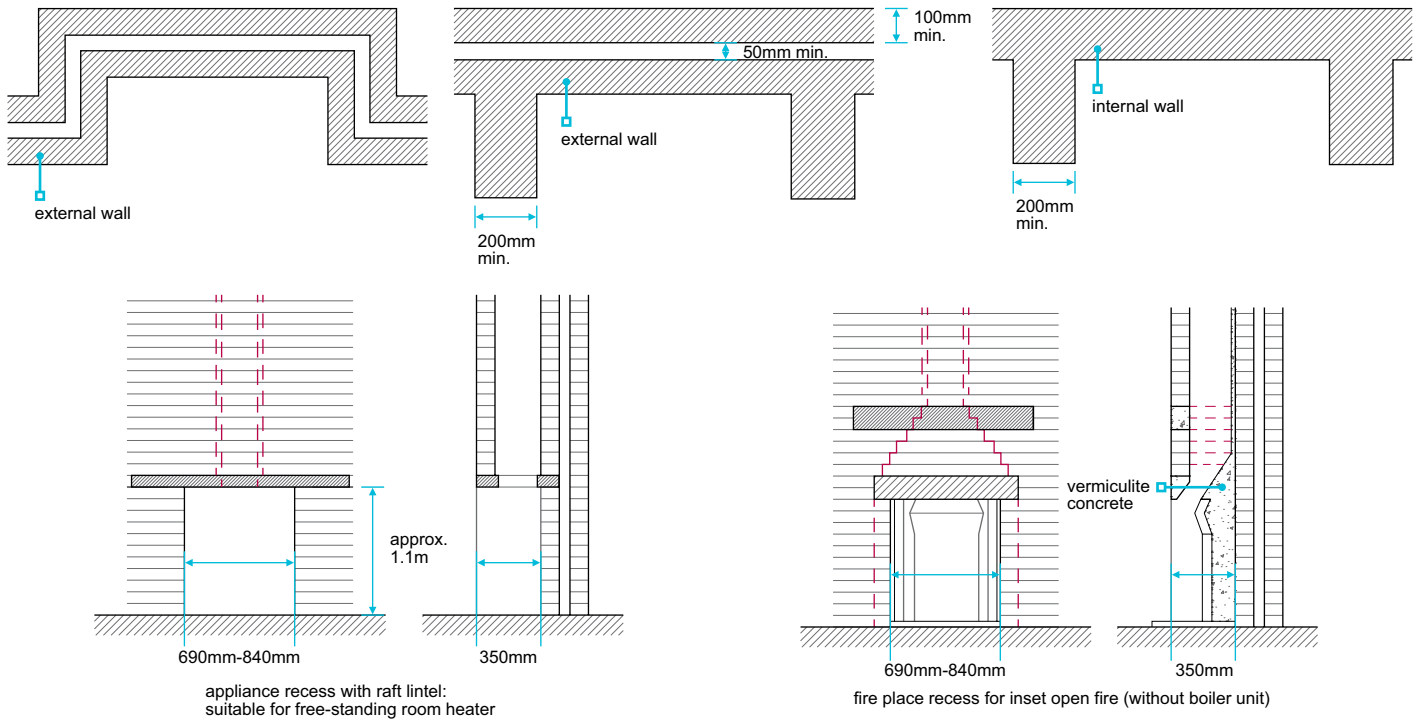 100mm
min.
50mm min.
external wall
external wall
internal wall
200mm
min.
200mm
min.
approx.
1.1m
690mm-840mm
350mm
appliance recess with raft lintel:
suitable for free-standing room heater
vermiculite
concrete
690mm-840mm
350mm
fire place recess for inset open fire (without boiler unit)